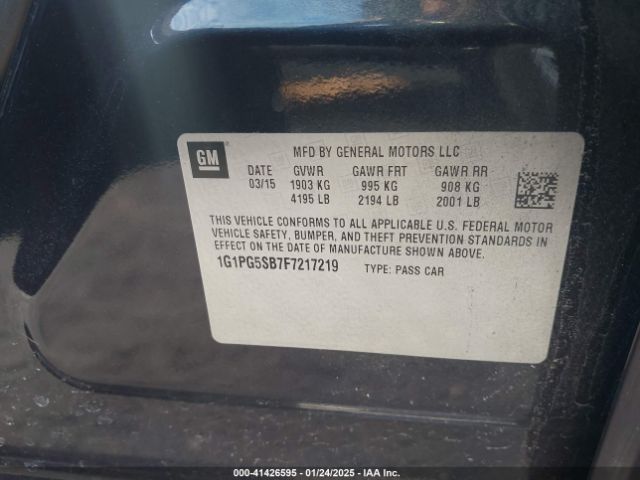 GM
MFD BY GENERAL MOTORS LLC
DATE GVWR GAWR FRT GAWR RR
03/15 1903 KG 995 KG 908 KG
4195 LB 2194 LB 2001 LB
THIS VEHICLE CONFORMS TO ALL APPLICABLE U.S. FEDERAL MOTOR
VEHICLE SAFETY, BUMPER, AND THEFT PREVENTION STANDARDS IN
EFFECT ON THE DATE OF MANUFACTURE SHOWN ABOVE.
1G1PG5SB7F7217219 TYPE: PASS CAR
000-41426595 - 01/24/2025 - IAA Inc.